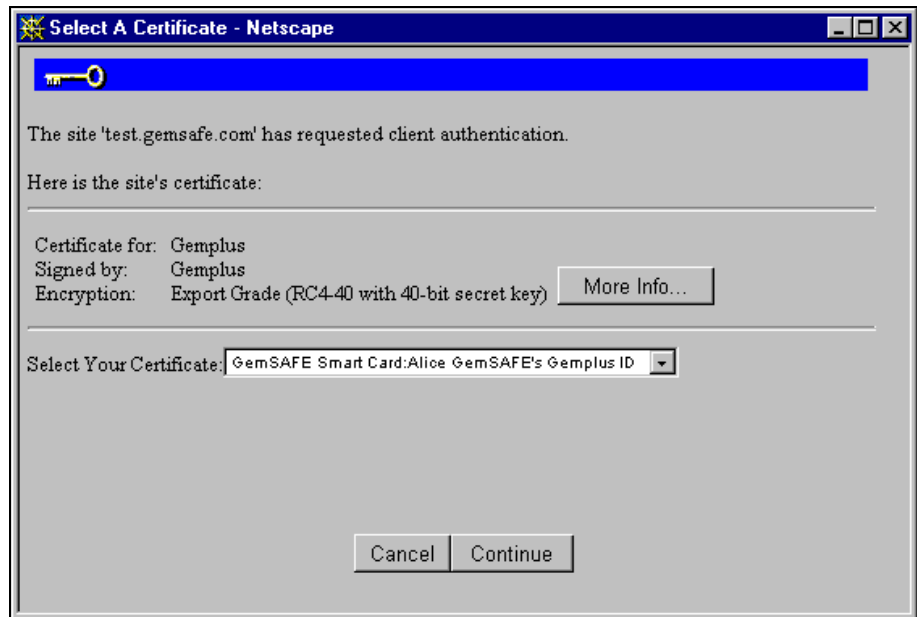 Select A Certificate - Netscape
The site 'test.gemsafe.com' has requested client authentication.
Here is the site's certificate:
Certificate for: Gemplus
Signed by: Gemplus
Encryption: Export Grade (RC4-40 with 40-bit secret key) More Info...
Select Your Certificate: GemSAFE Smart Card:Alice GemSAFE's Gemplus ID
Cancel Continue